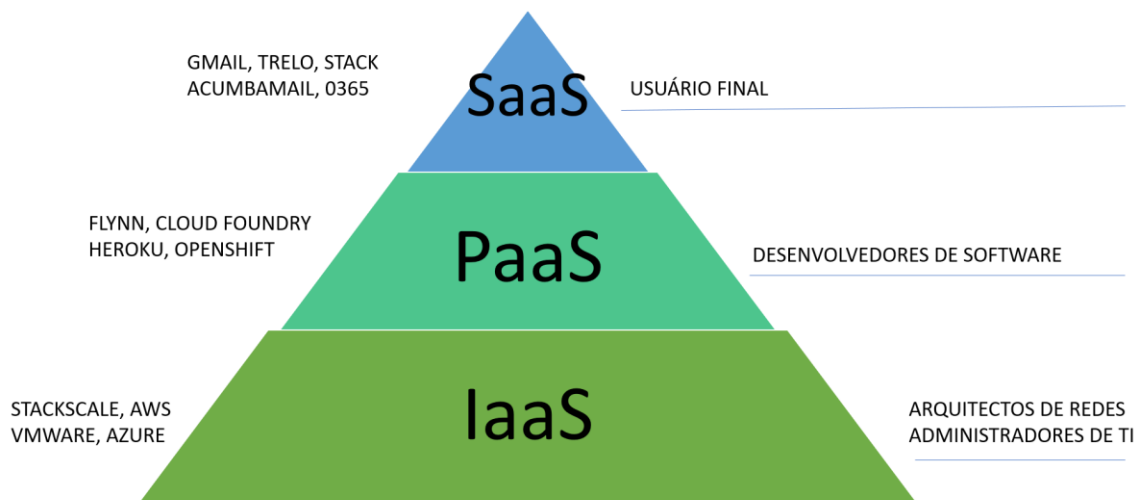 GMAIL, TRELO, STACK
ACUMBAMAIL, 0365
SaaS
USUÁRIO FINAL
FLYNN, CLOUD FOUNDRY
HEROKU, OPENSHIFT
PaaS
DESENVOLVEDORES DE SOFTWARE
STACKSCALE, AWS
VMWARE, AZURE
IaaS
ARQUITECTOS DE REDES
ADMINISTRADORES DE TI